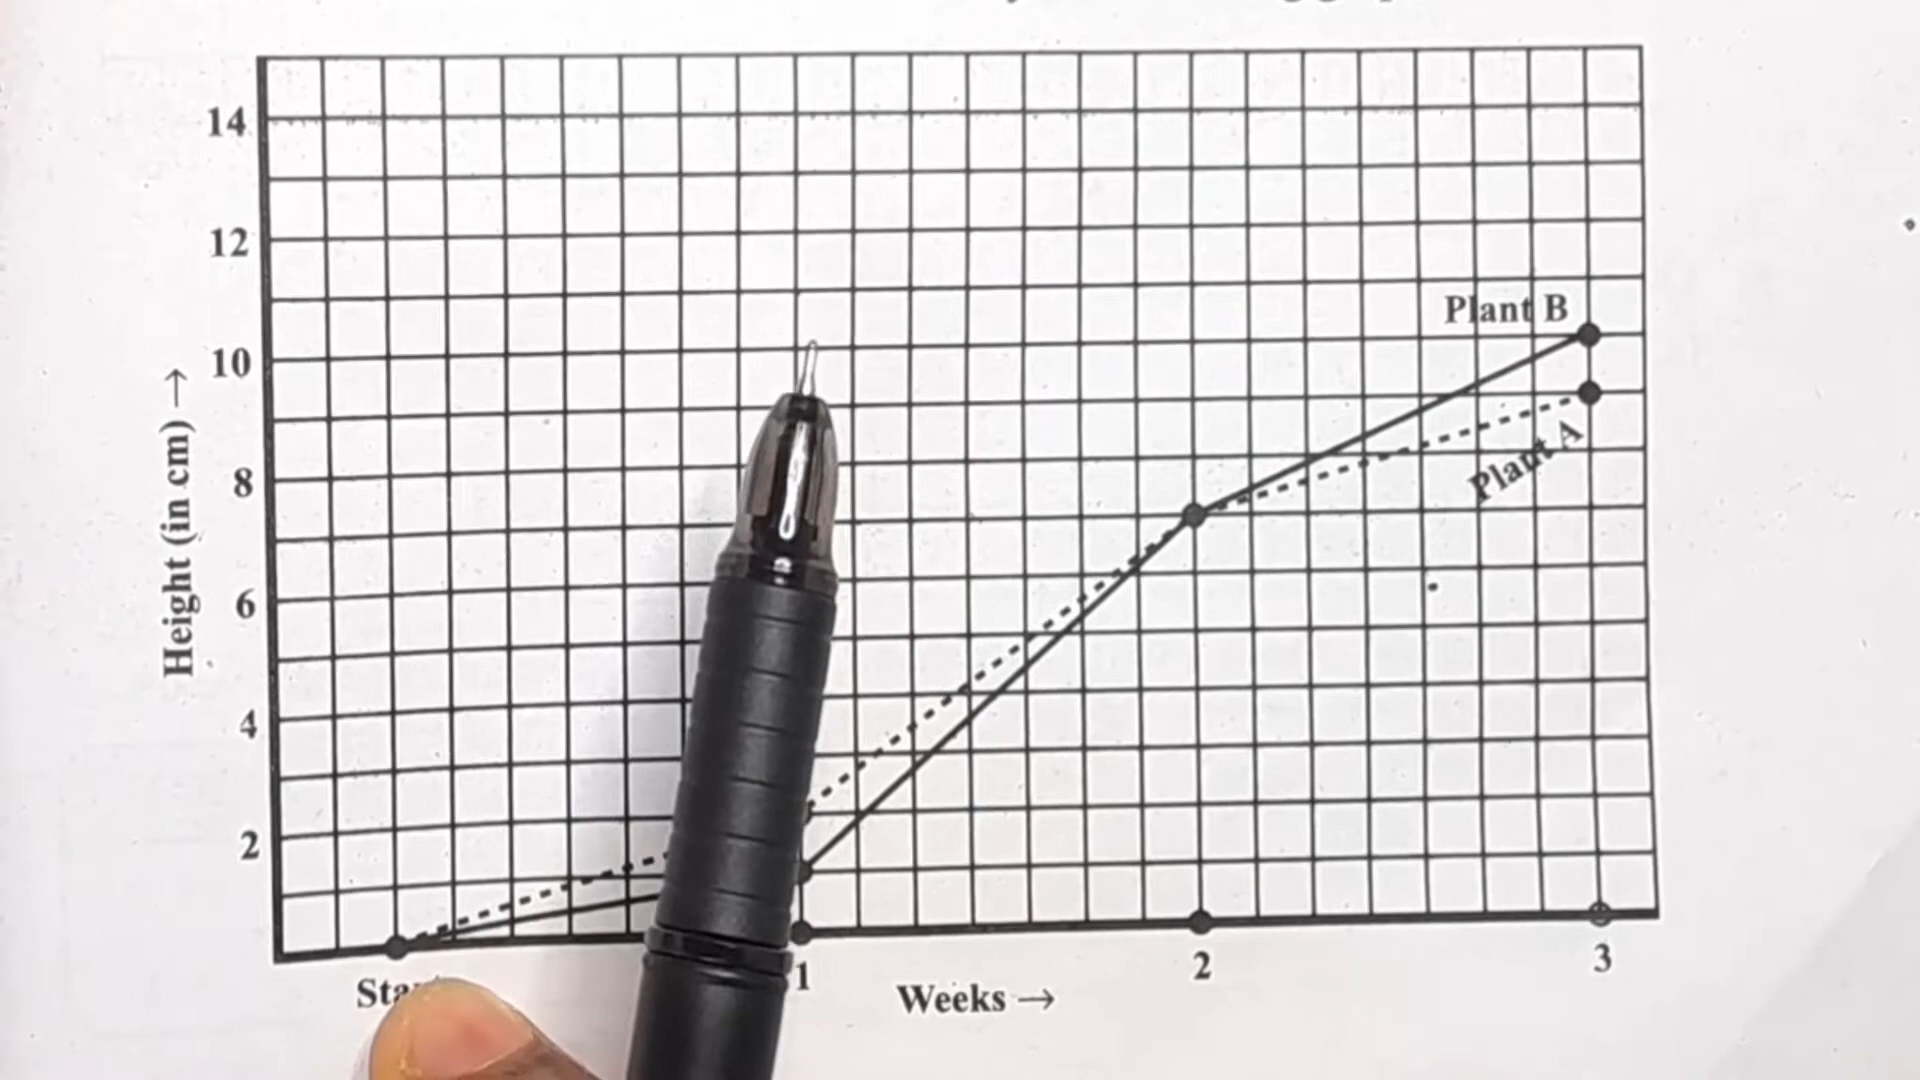 14
12
Plant B
10
Plant A
8
6
4
2
Height (in cm) →
1
2
3
Weeks →